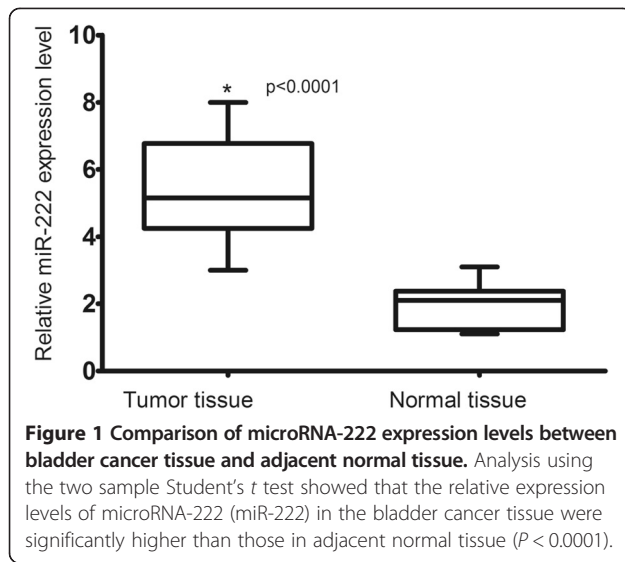 10
8
6
4
2
0
Relative miR-222 expression level
* p<0.0001
Tumor tissue Normal tissue
Figure 1 Comparison of microRNA-222 expression levels between
bladder cancer tissue and adjacent normal tissue. Analysis using
the two sample Student's t test showed that the relative expression
levels of microRNA-222 (miR-222) in the bladder cancer tissue were
significantly higher than those in adjacent normal tissue (P < 0.0001).